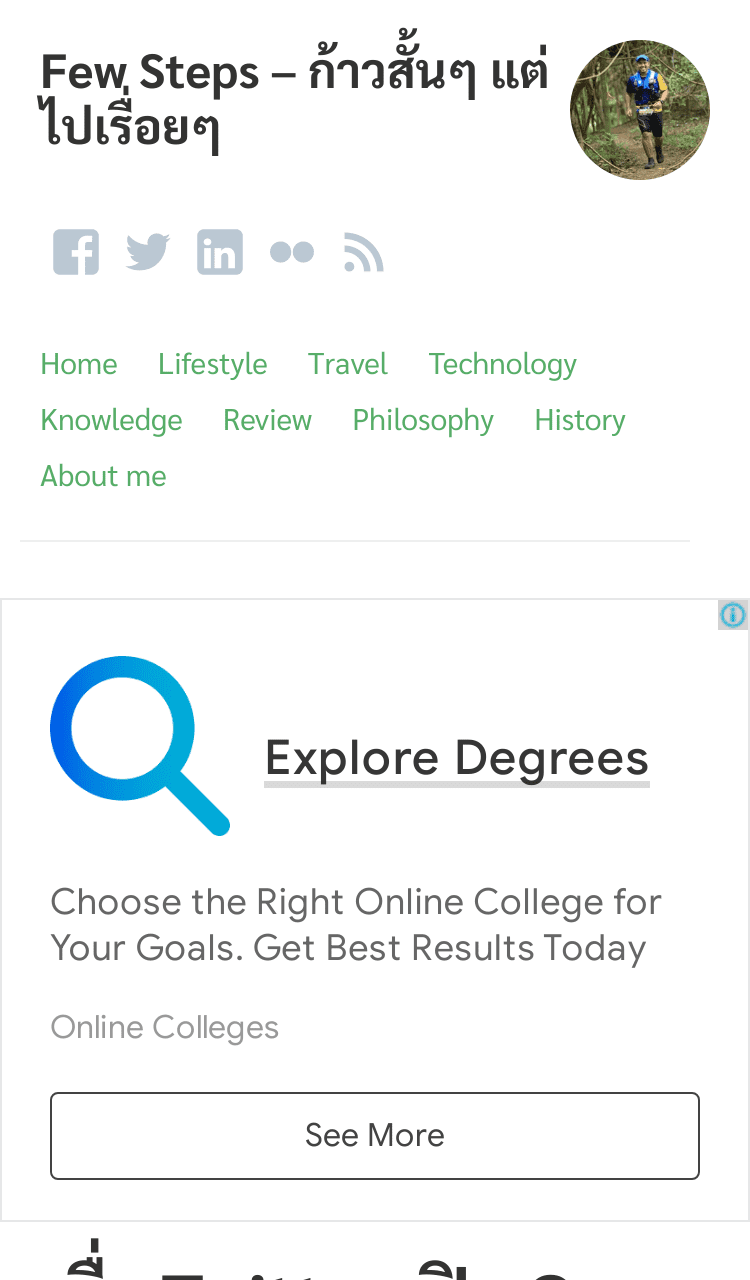 Few Steps – ก้าวสั้นๆ แต่
ไปเรื่อยๆ
Home Lifestyle Travel Technology
Knowledge Review Philosophy History
About me
Explore Degrees
Choose the Right Online College for
Your Goals. Get Best Results Today
Online Colleges
See More